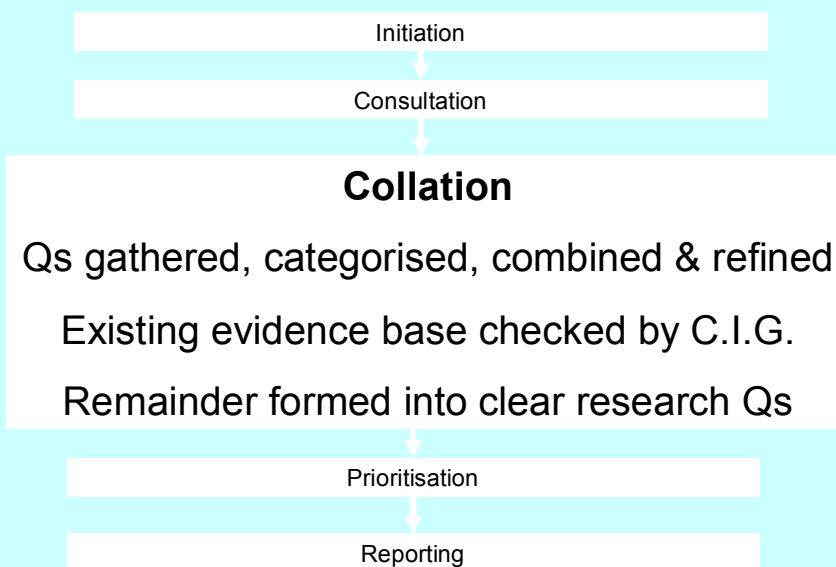 Initiation
Consultation
Collation
Qs gathered, categorised, combined & refined
Existing evidence base checked by C.I.G.
Remainder formed into clear research Qs
Prioritisation
Reporting